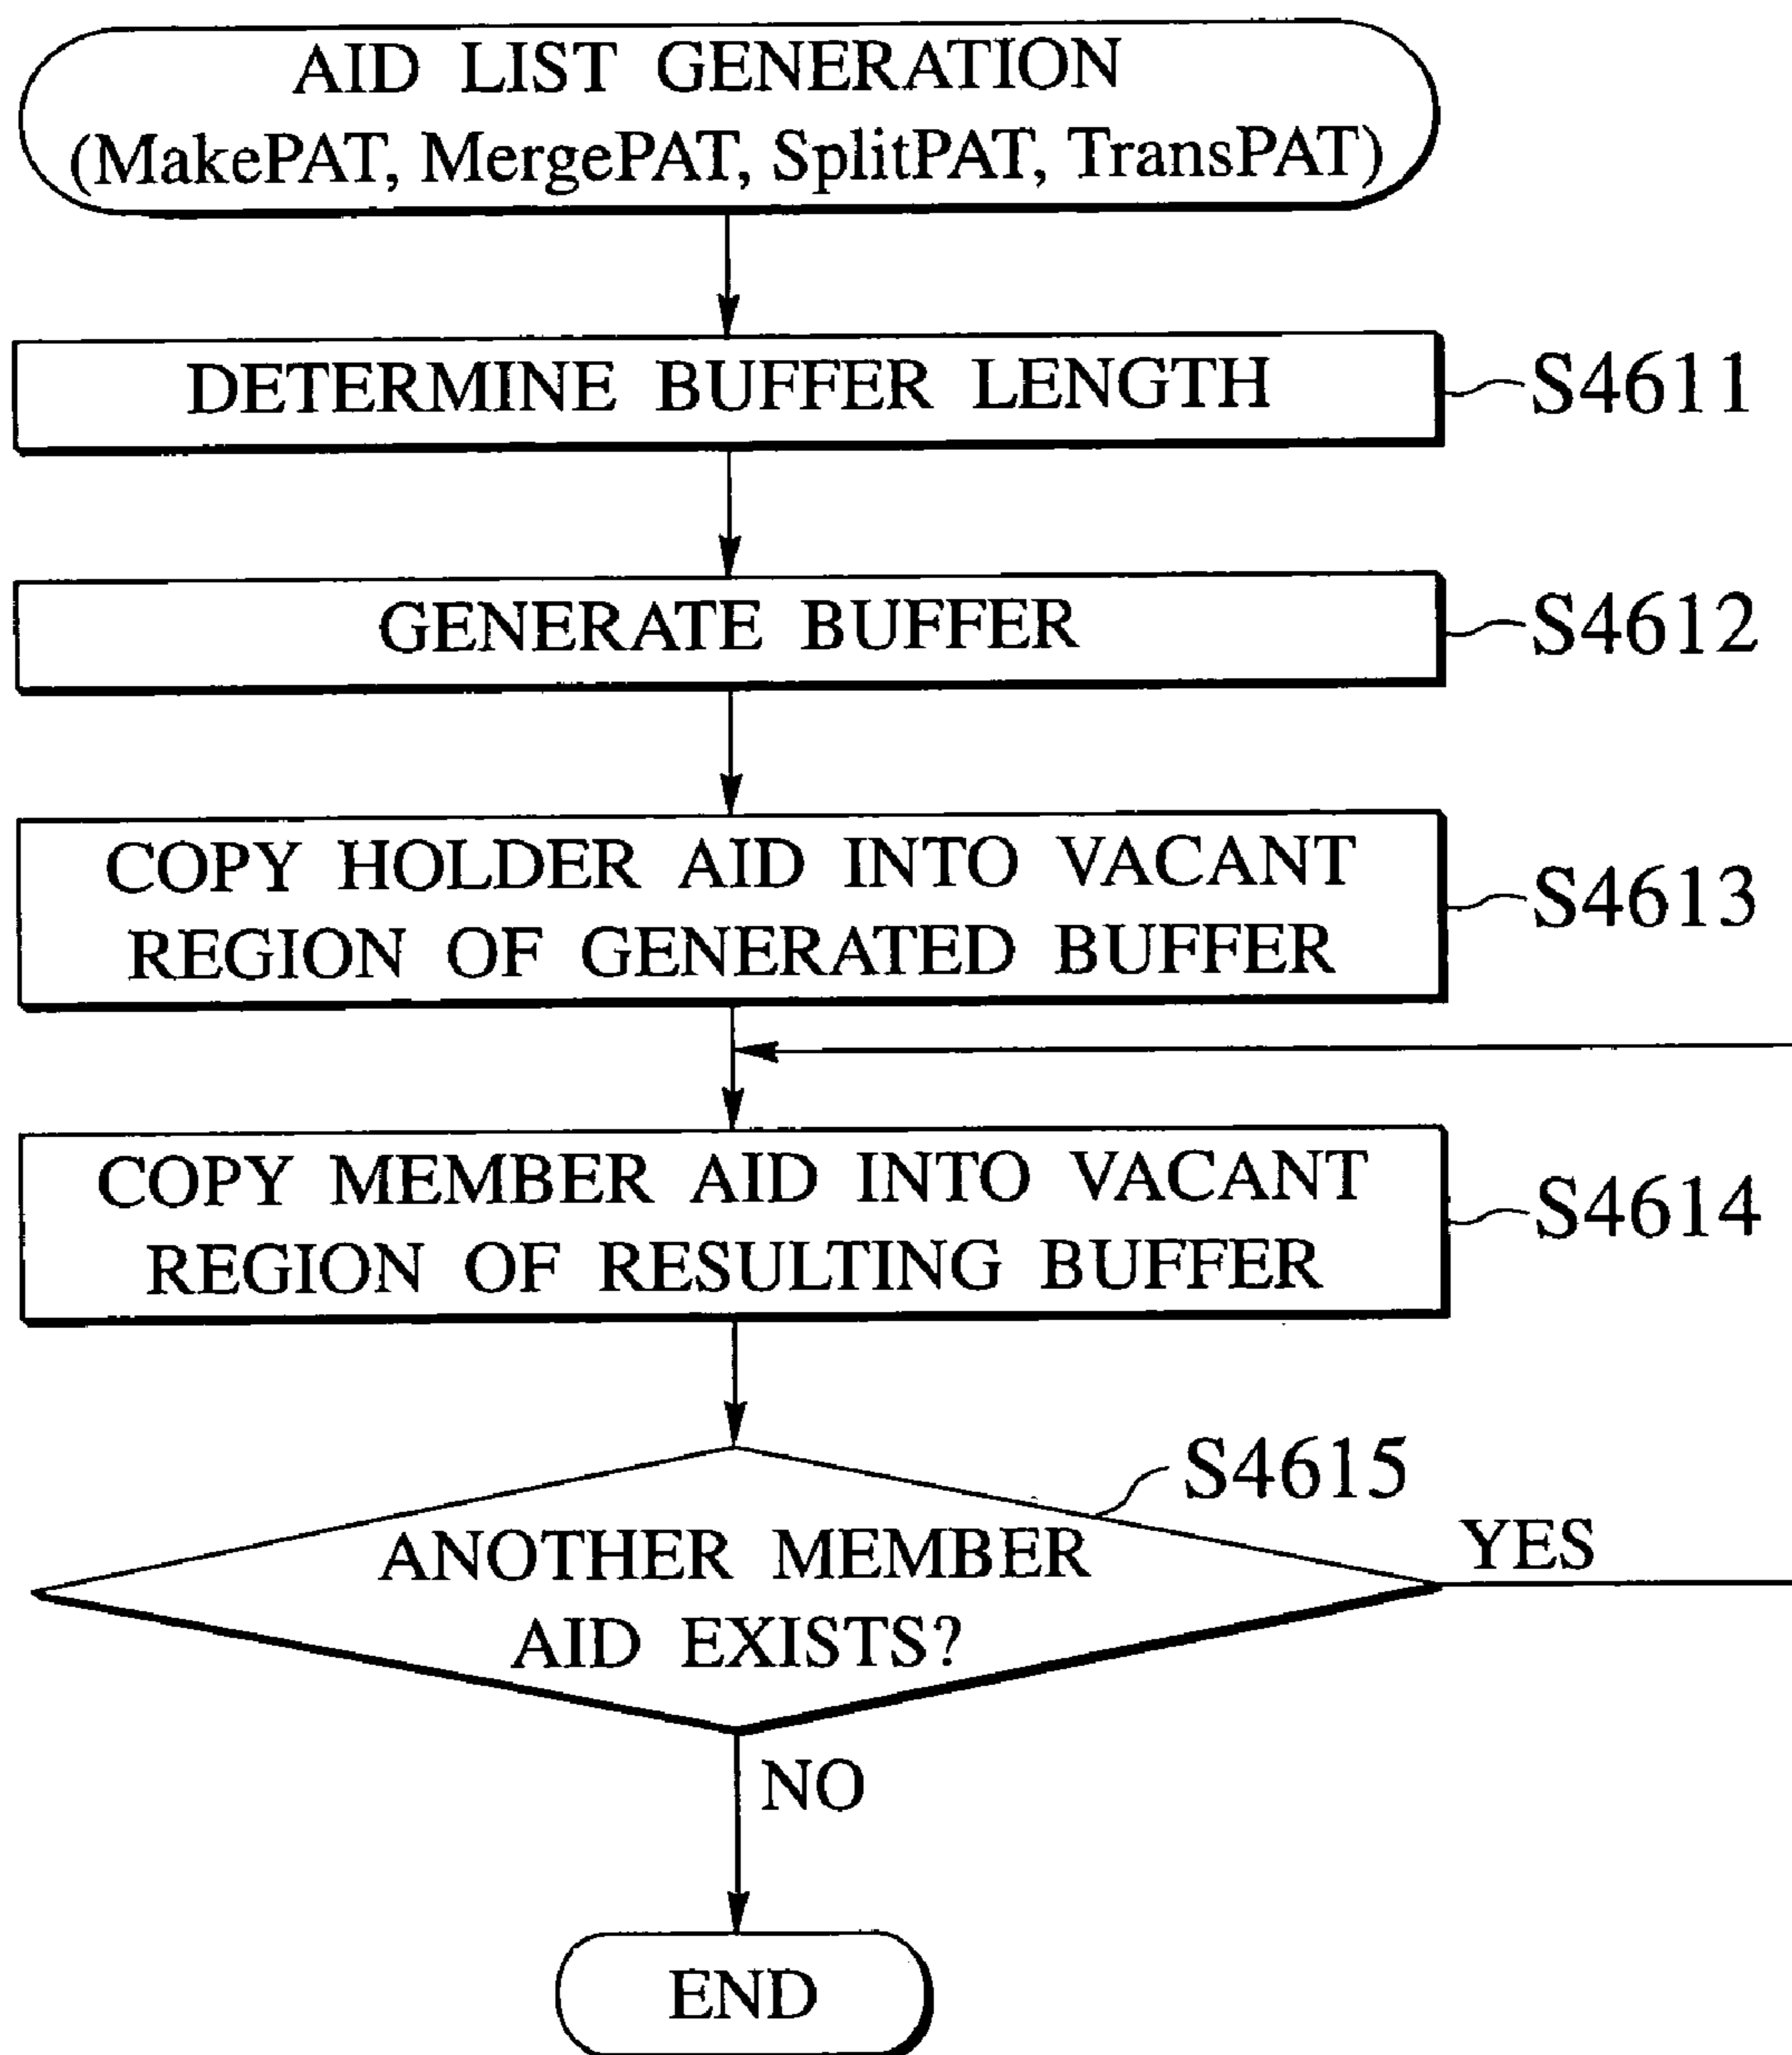 AID LIST GENERATION
(MakePAT, MergePAT, SplitPAT, TransPAT)
DETERMINE BUFFER LENGTH
S4611
GENERATE BUFFER
S4612
COPY HOLDER AID INTO VACANT
REGION OF GENERATED BUFFER
S4613
COPY MEMBER AID INTO VACANT
REGION OF RESULTING BUFFER
S4614
S4615
ANOTHER MEMBER
AID EXISTS?
YES
NO
END